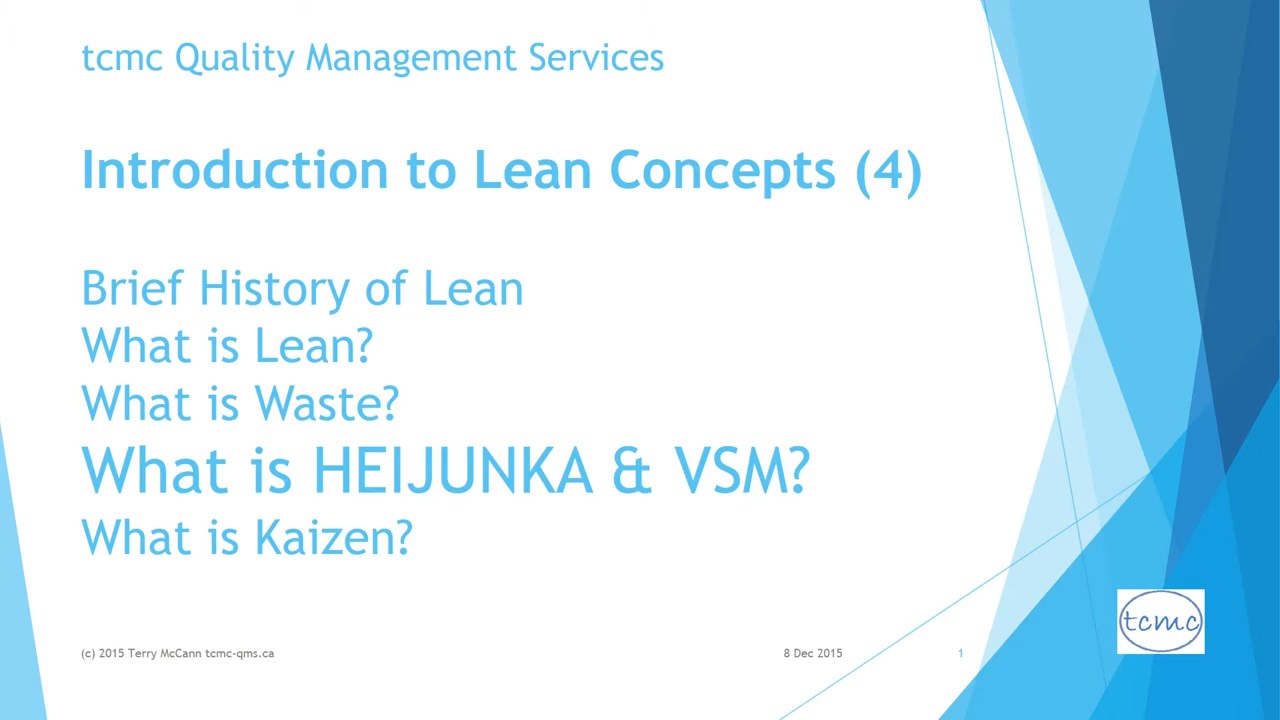 tcmc Quality Management Services
Introduction to Lean Concepts (4)
Brief History of Lean
What is Lean?
What is Waste?
What is HEIJUNKA & VSM?
What is Kaizen?
tcmc
(c) 2015 Terry McCann tcmc-qms.ca
8 Dec 2015
1